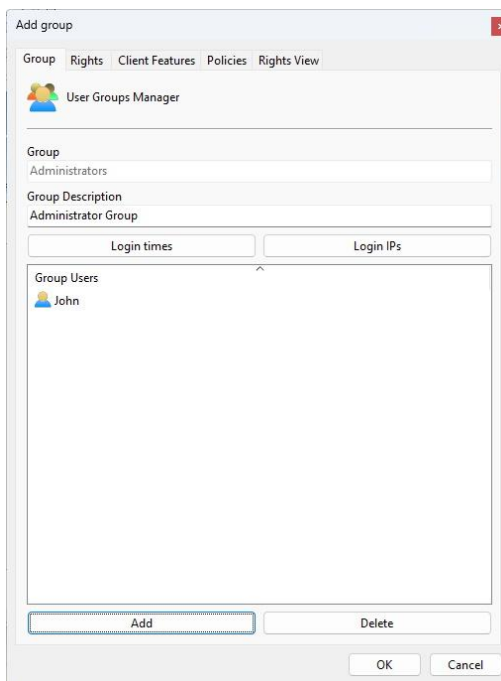 Add group
Group Rights Client Features Policies Rights View
User Groups Manager
Group
Administrators
Group Description
Administrator Group
Login times Login IPs
Group Users
John
Add Delete
OK Cancel